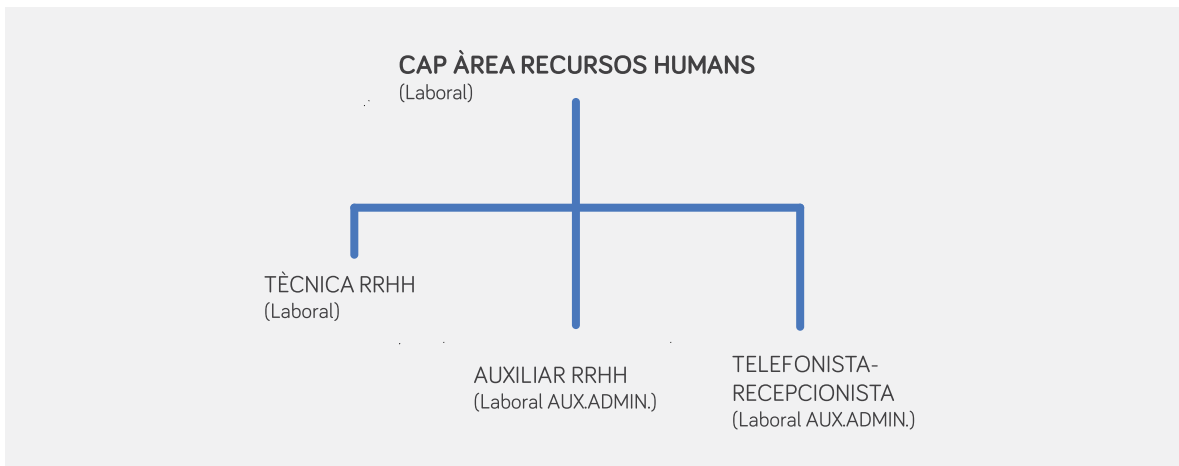 CAP ÀREA RECURSOS HUMANS
(Laboral)
TÈCNICA RRHH
(Laboral)
AUXILIAR RRHH
(Laboral AUX.ADMIN.)
TELEFONISTA-
RECEPCIONISTA
(Laboral AUX.ADMIN.)